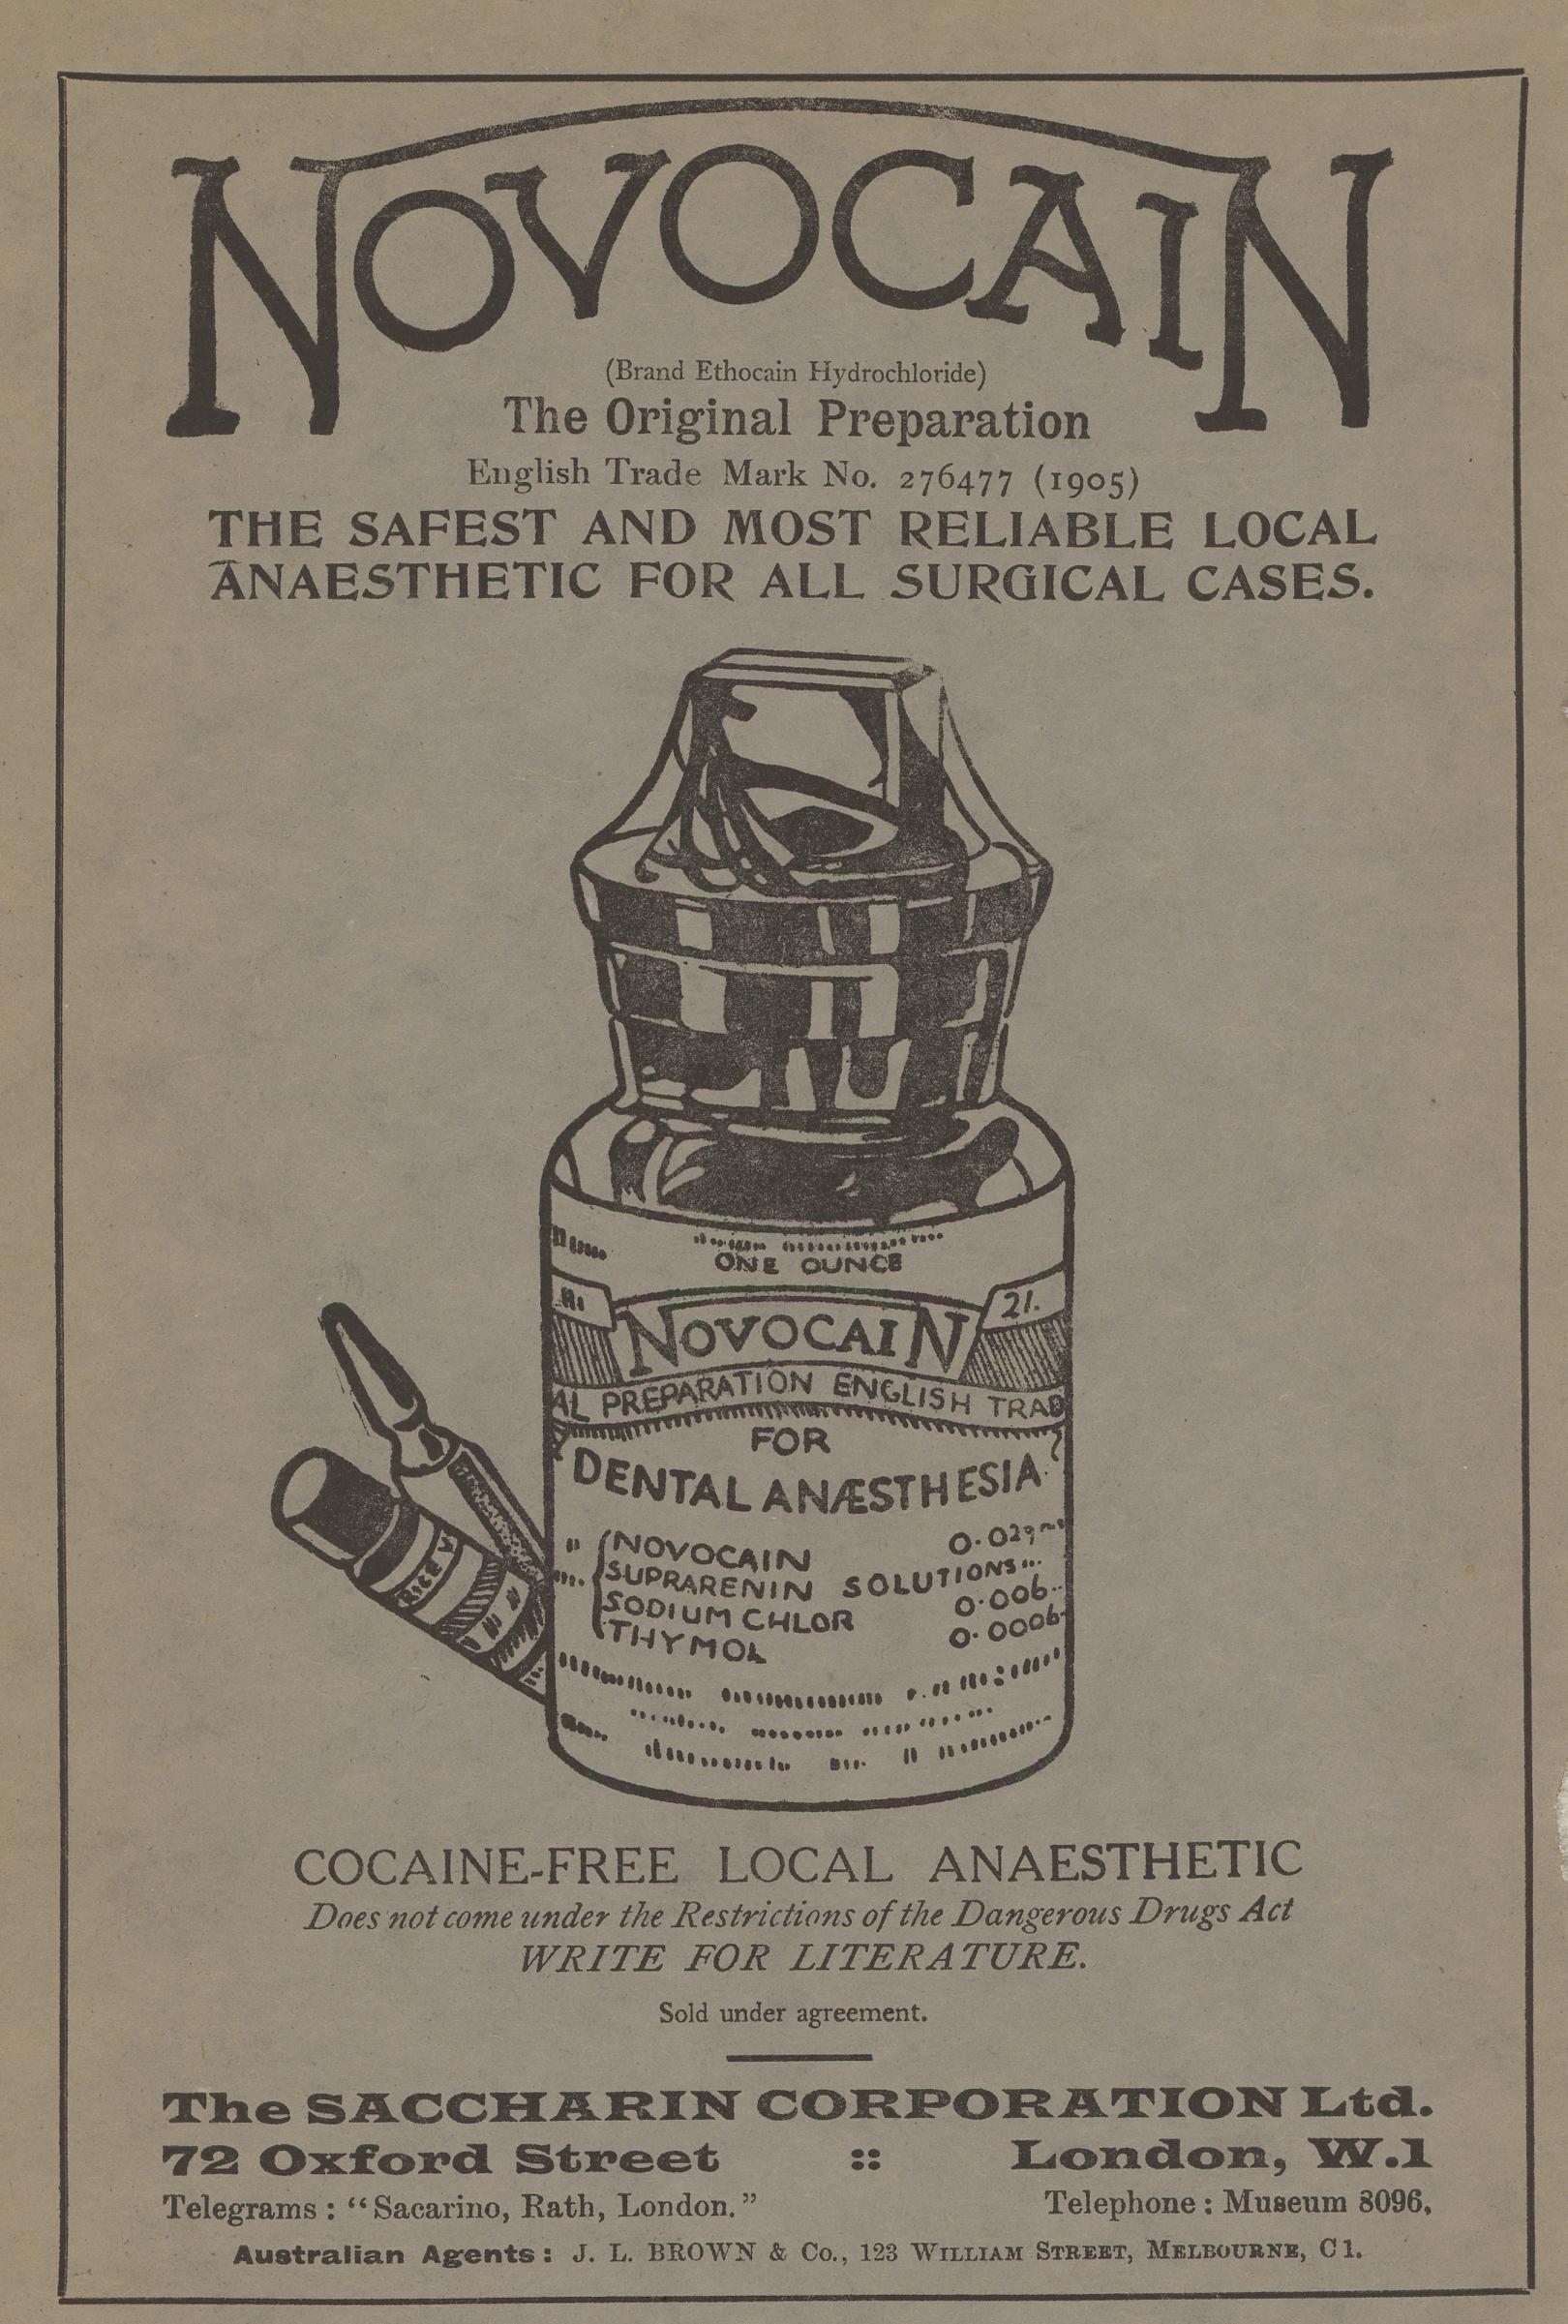 NOVOCAIN
(Brand Ethocain Hydrochloride)
The Original Preparation
English Trade Mark No. 276477 (1905)
THE SAFEST AND MOST RELIABLE LOCAL
ANAESTHETIC FOR ALL SURGICAL CASES.
ONE OUNCE
21.
NOVOCAIN
AL PREPARATION ENGLISH TRAD
FOR
DENTAL ANÆSTHESIA
NOVOCAIN
SUPRARENIN SOLUTIONS
SODIUM CHLOR 0.006
THYMOL 0.0006
COCAINE-FREE LOCAL ANAESTHETIC
Does not come under the Restrictions of the Dangerous Drugs Act
WRITE FOR LITERATURE.
Sold under agreement.
The SACCHARIN CORPORATION Ltd.
72 Oxford Street :: London, W.1
Telegrams: "Sacarino, Rath, London." Telephone: Museum 8096.
Australian Agents: J. L. BROWN & Co., 123 WILLIAM STREET, MELBOURNE, C1.